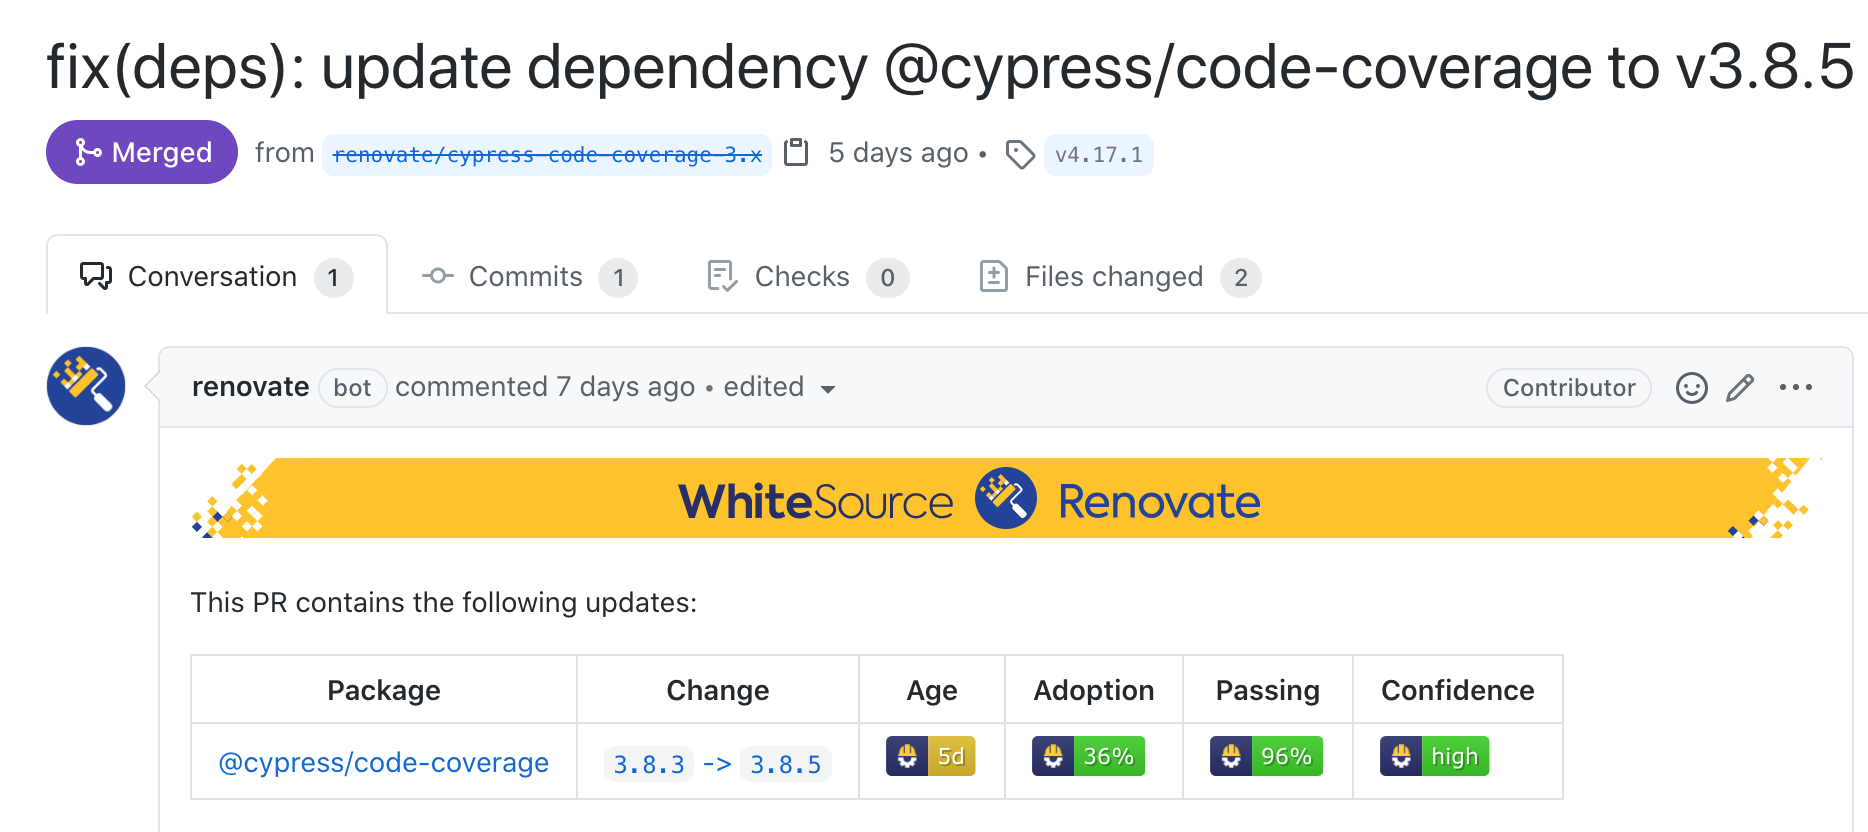 fix(deps): update dependency @cypress/code-coverage to v3.8.5
Merged from renovate/cypress-code-coverage-3.x 5 days ago • v4.17.1
Conversation 1 Commits 1 Checks 0 Files changed 2
renovate bot commented 7 days ago • edited Contributor
WhiteSource Renovate
This PR contains the following updates:
Package Change Age Adoption Passing Confidence
@cypress/code-coverage 3.8.3 -> 3.8.5 5d 36% 96% high